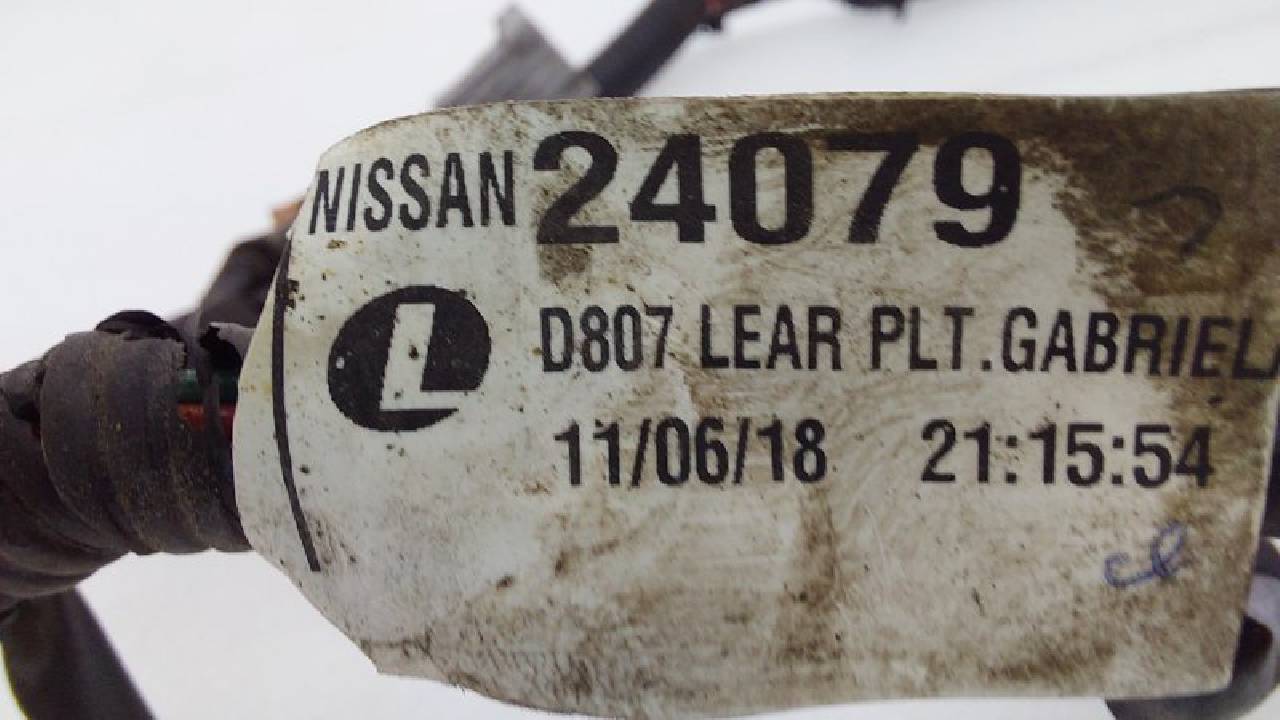 NISSAN 24079
L D807 LEAR PLT.GABRIEL
11/06/18 21:15:54